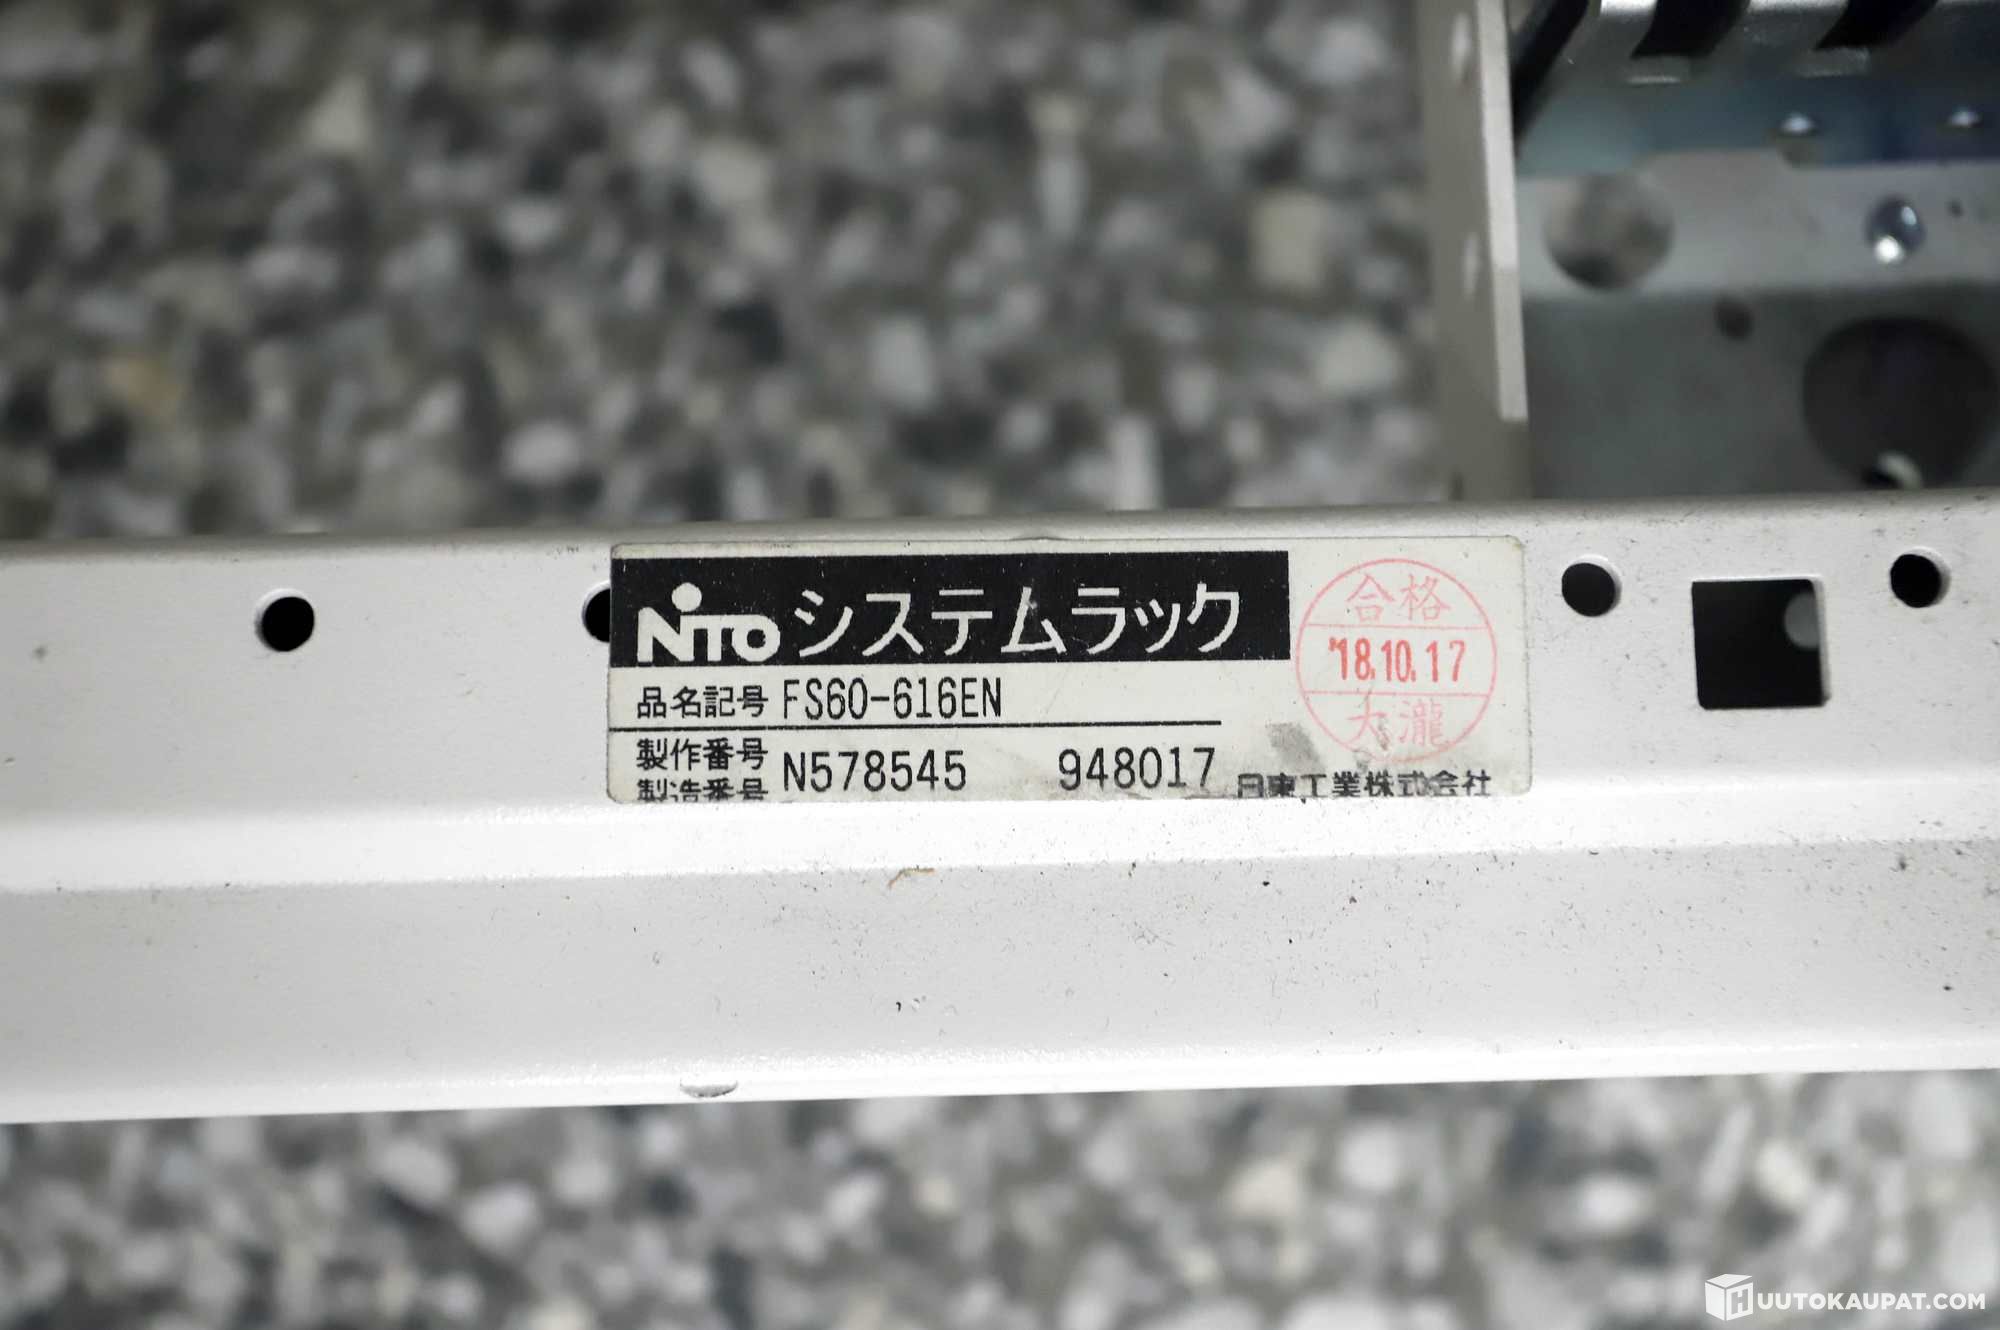 NITO システムラック
品名記号 FS60-616EN
製作番号
製造番号 N578545 948017
日東工業株式会社
合格
'18.10.17
大瀧
HUUTOKAUPAT.COM